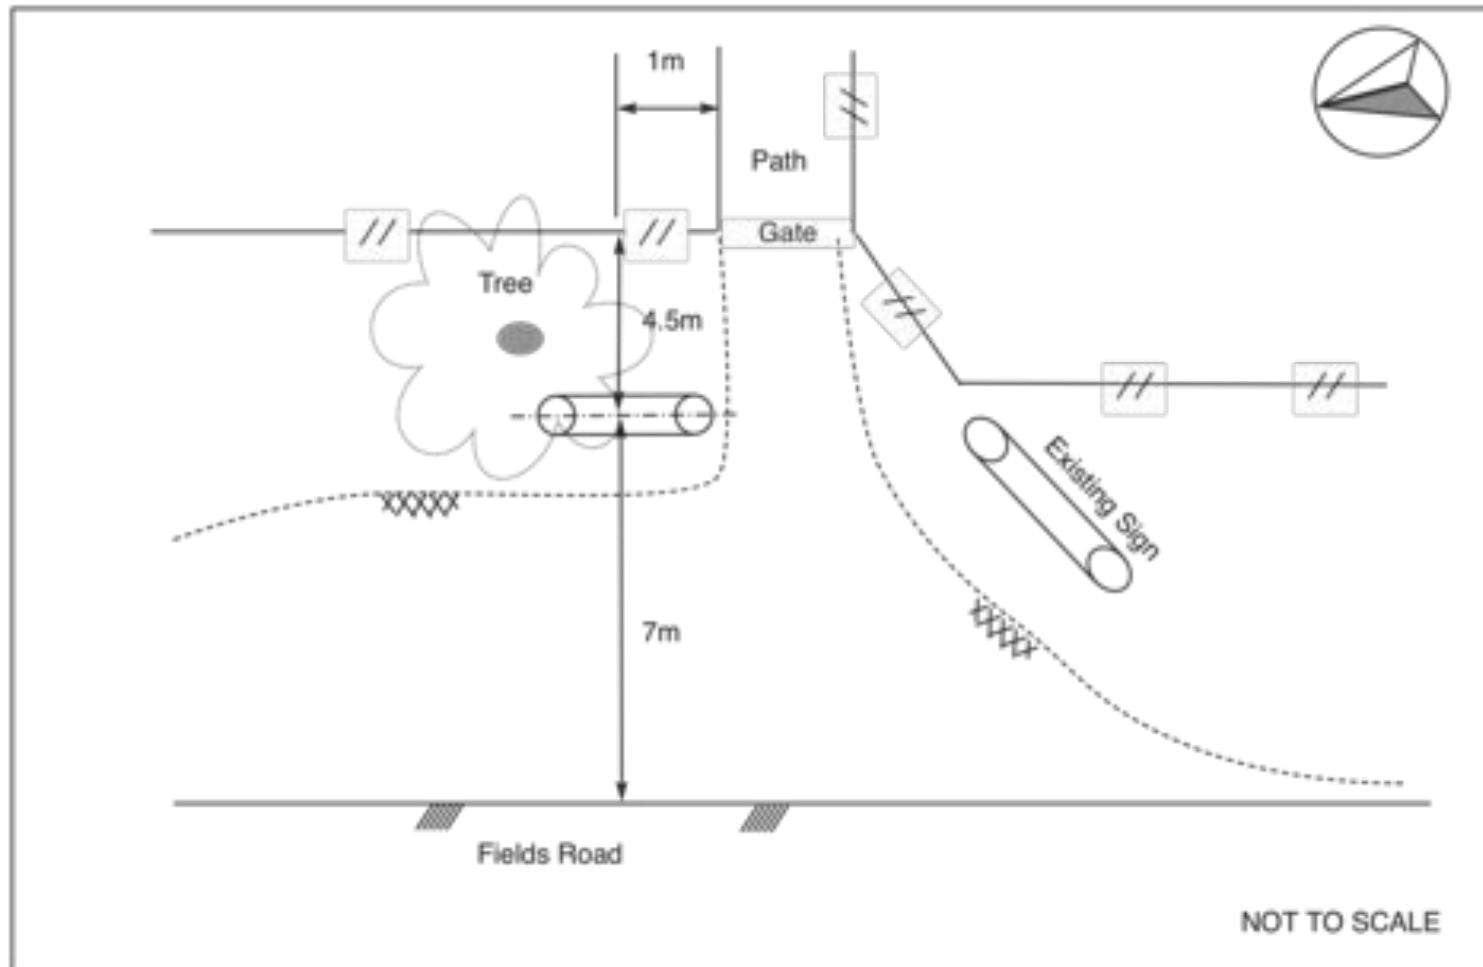 1m
Path
Gate
Tree
4.5m
Existing Sign
7m
Fields Road
NOT TO SCALE